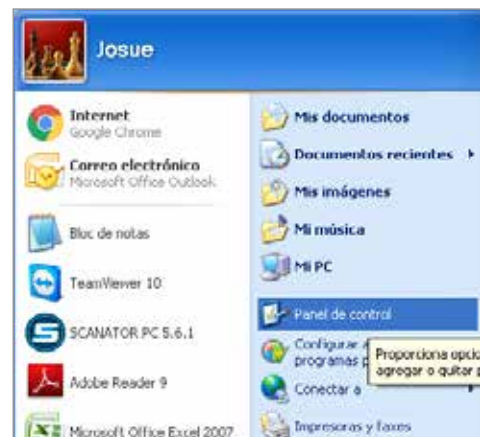 Josue
Internet
Google Chrome
Correo electrónico
Microsoft Office Outlook
Bloc de notas
TeamViewer 10
SCANATOR PC 5.6.1
Adobe Reader 9
Microsoft Office Excel 2007
Mis documentos
Documentos recientes
Mis imágenes
Mi música
Mi PC
Panel de control
Configurar
programas
Proporciona
agregar o quitar
Conectar a
Impresoras y faxes